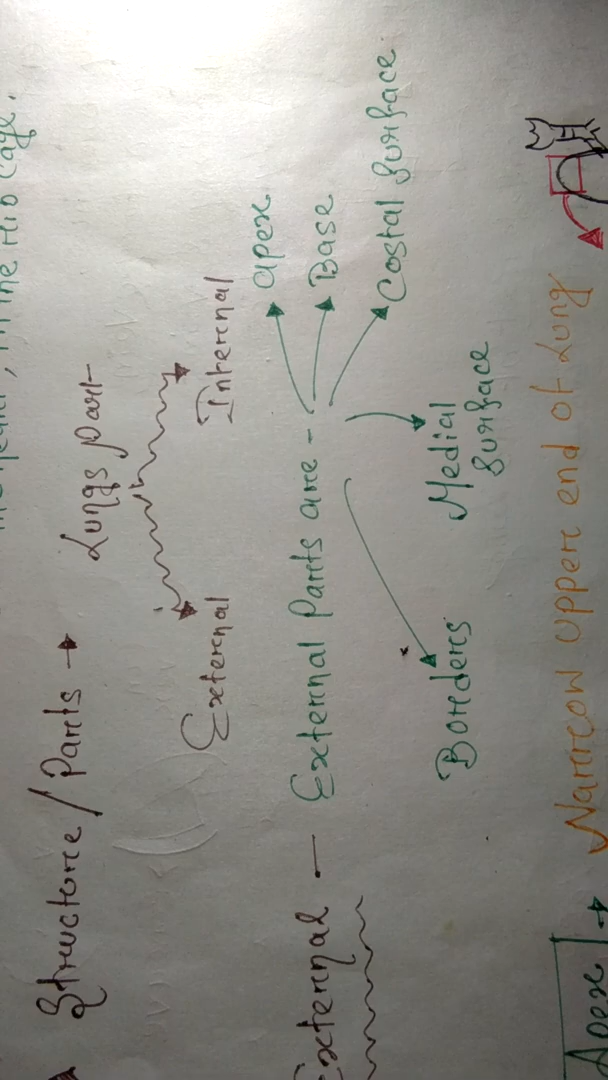 in the rib cage.
Structure / Parts →
Lungs part
External
Internal
External — External Parts are -
apex
Base
Costal surface
Medial
surface
Borders
Apex → Narrow upper end of Lung